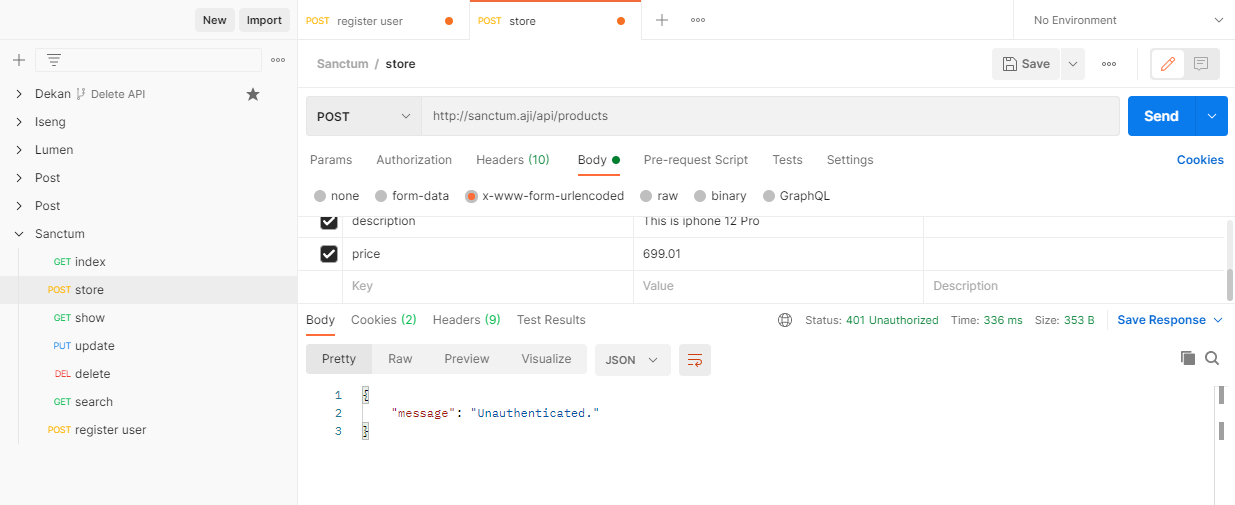 New Import
POST register user POST store No Environment
Sanctum / store Save
Dekan Delete API
Iseng
Lumen
Post
Post
Sanctum
GET index
POST store
GET show
PUT update
DEL delete
GET search
POST register user
POST http://sanctum.aji/api/products Send
Params Authorization Headers (10) Body Pre-request Script Tests Settings Cookies
none form-data x-www-form-urlencoded raw binary GraphQL
description This is iphone 12 Pro
price 699.01
Key Value Description
Body Cookies (2) Headers (9) Test Results Status: 401 Unauthorized Time: 336 ms Size: 353 B Save Response
Pretty Raw Preview Visualize JSON
1 {
2 "message": "Unauthenticated."
3 }